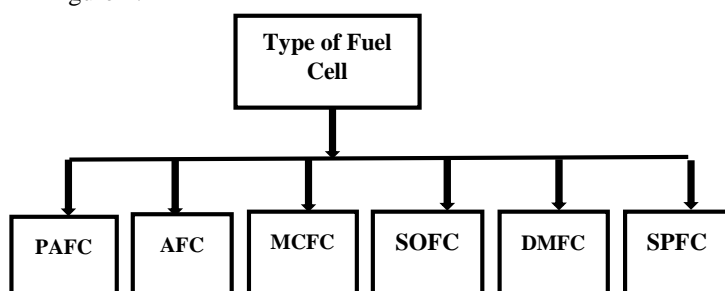 Type of Fuel
Cell
PAFC
AFC
MCFC
SOFC
DMFC
SPFC